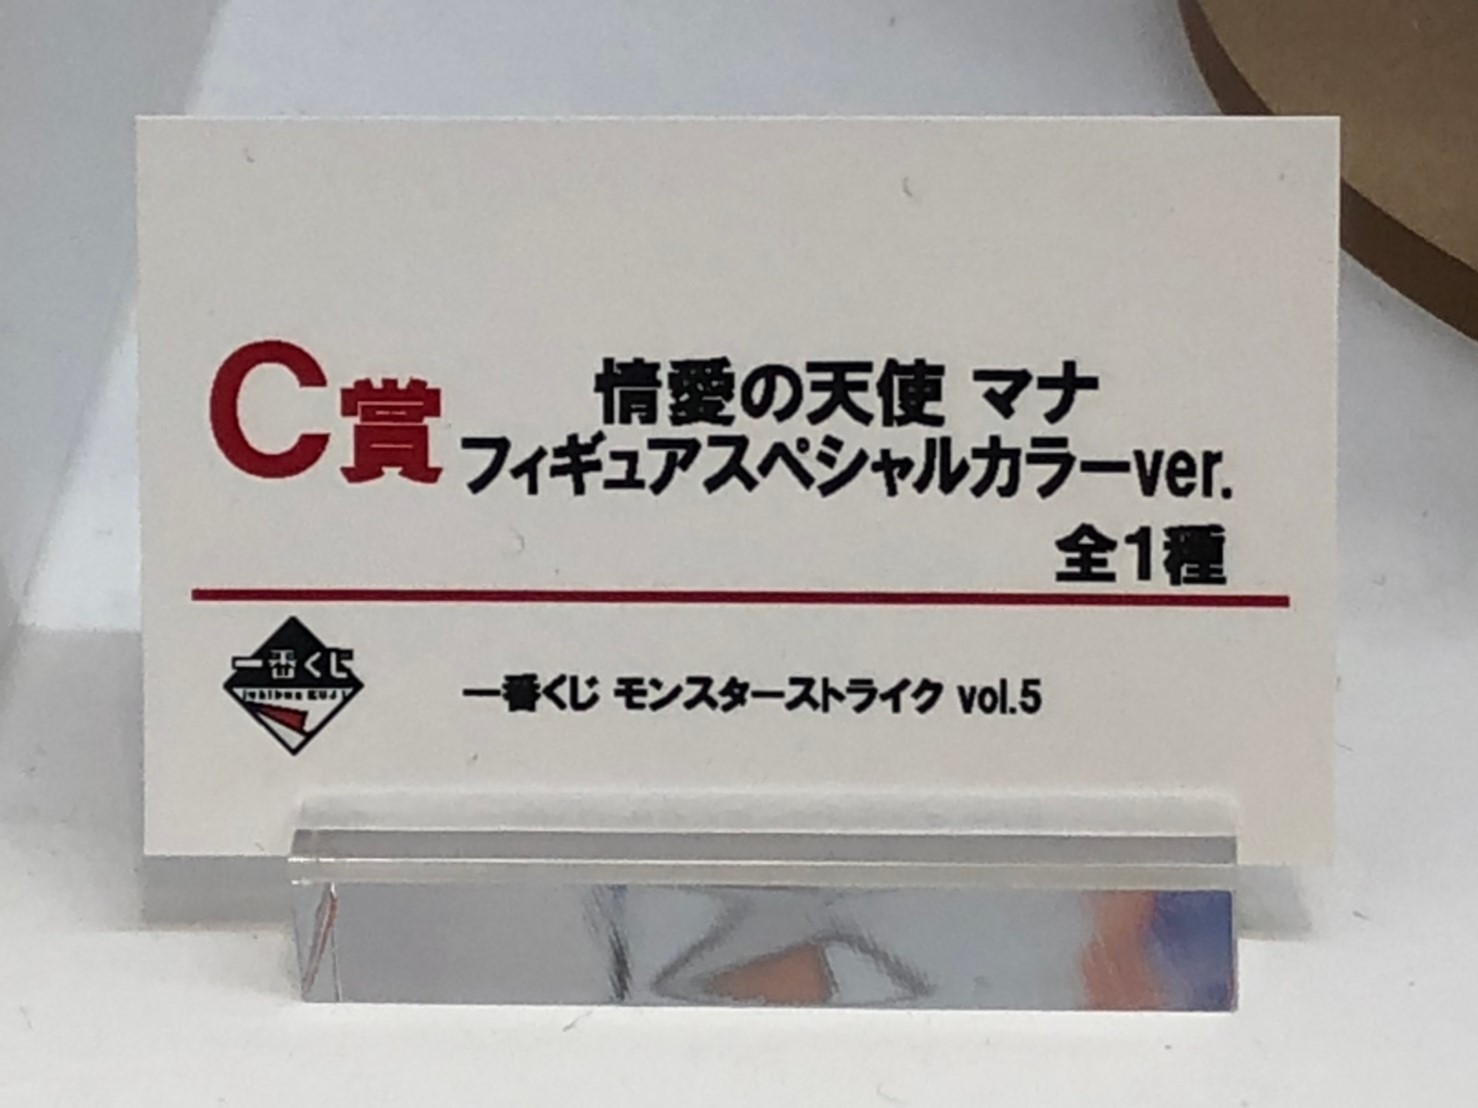 C賞
情愛の天使 マナ
フィギュアスペシャルカラーver.
全1種
一番くじ
Ichiban KUJI
一番くじ モンスターストライク vol.5